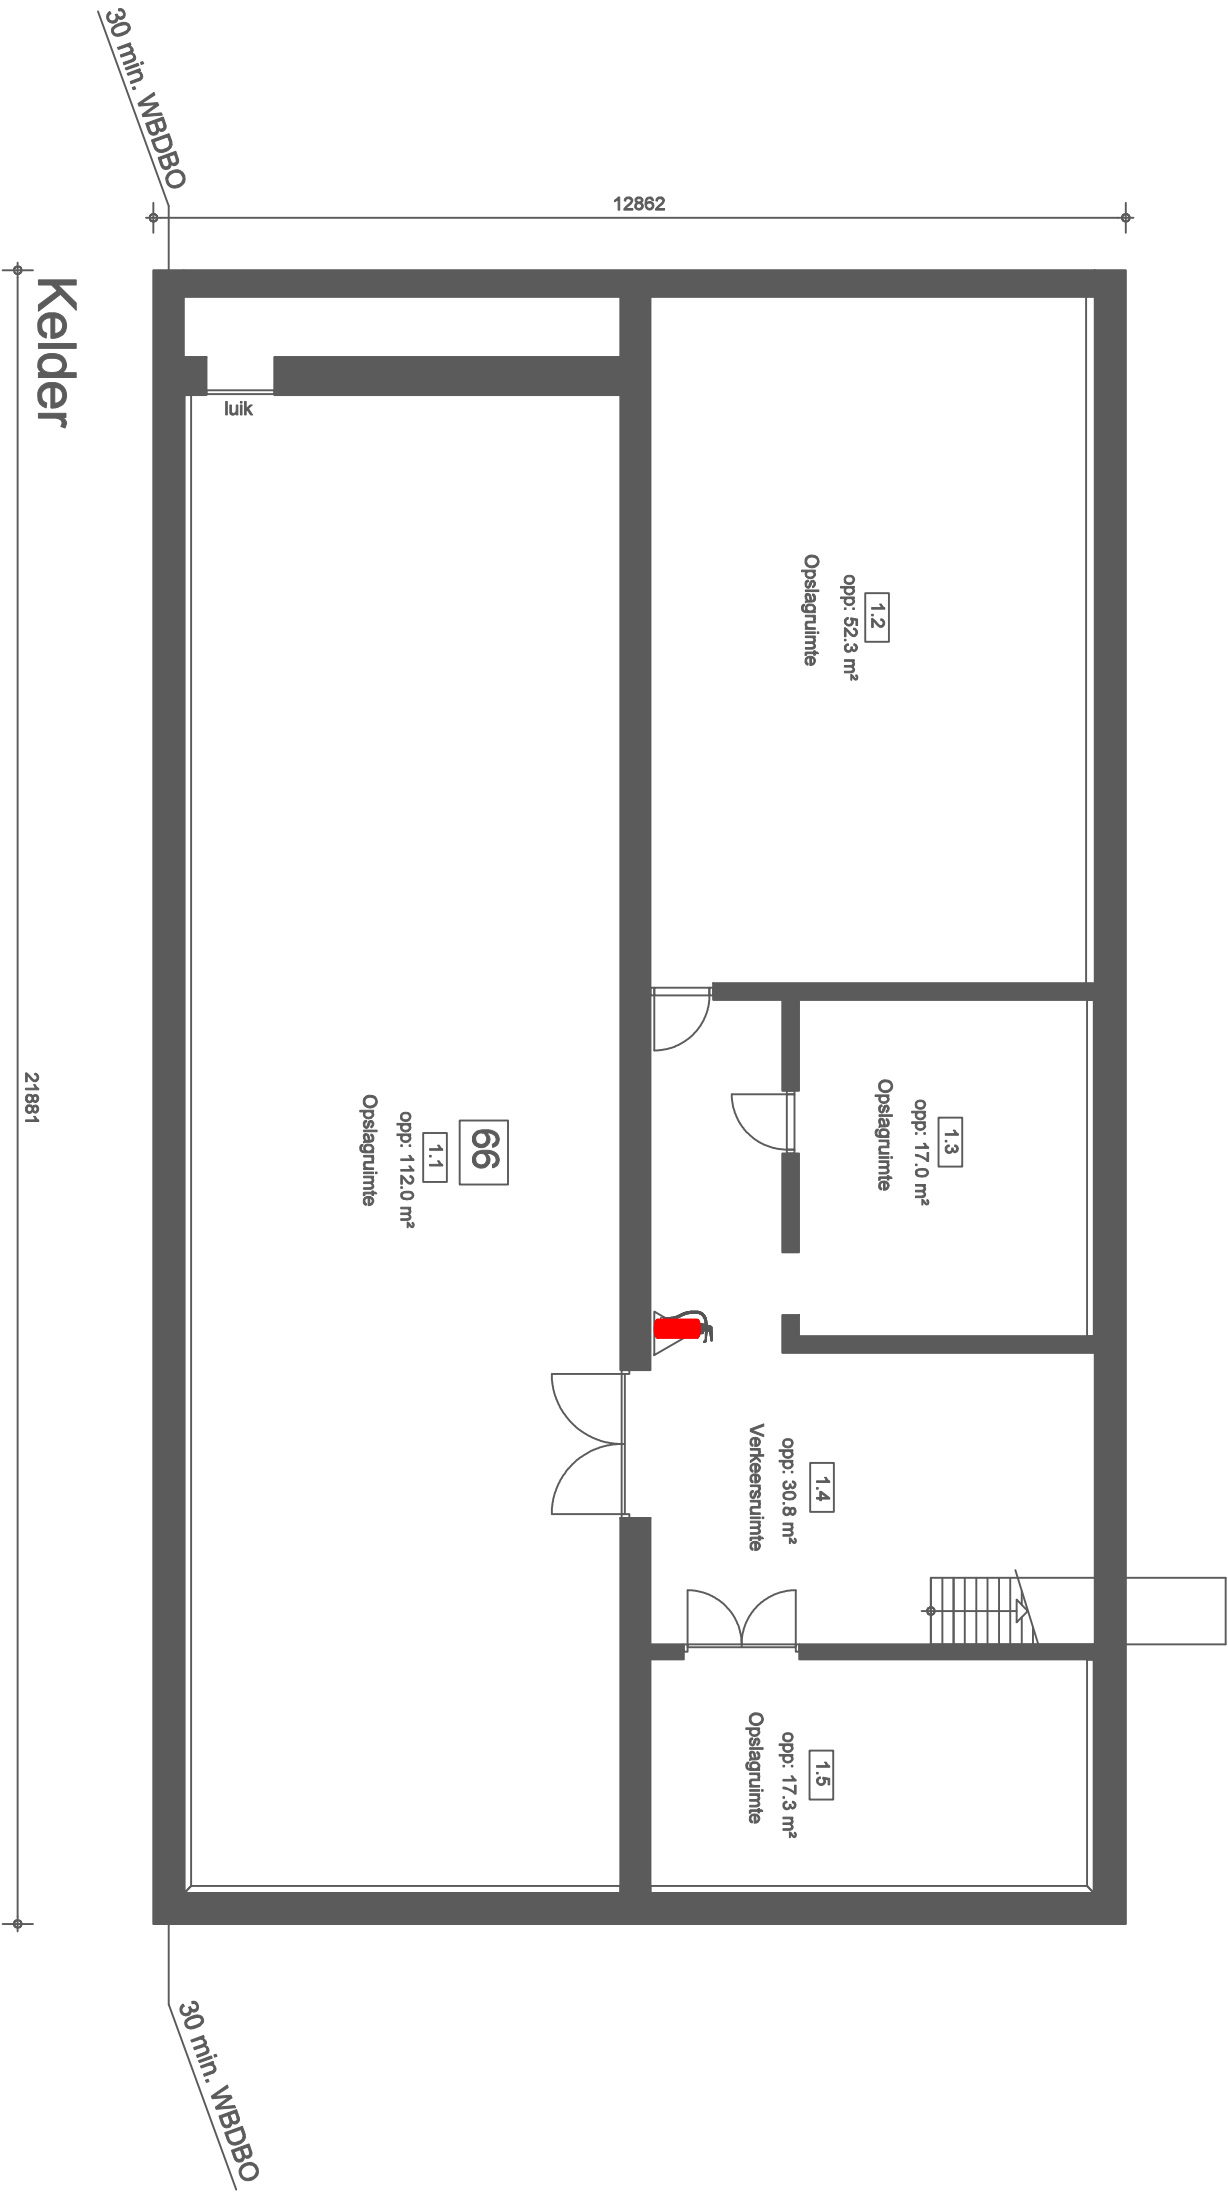 30 min. WBDBO
12862
Kelder
luik
1.2
opp: 52.3 m²
Opslagruimte
1.3
opp: 17.0 m²
Opslagruimte
66
1.1
opp: 112.0 m²
Opslagruimte
1.4
opp: 30.8 m²
Verkeersruimte
1.5
opp: 17.3 m²
Opslagruimte
21881
30 min. WBDBO